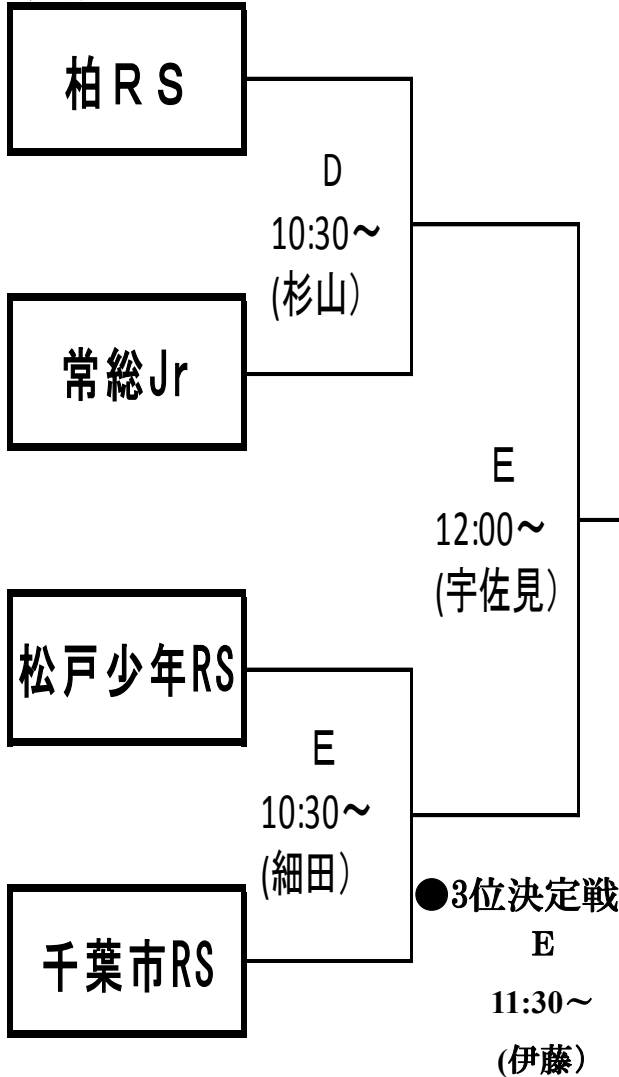 柏ＲＳ
D
10:30～
(杉山）
常総Jr
E
12:00～
(宇佐見）
松戸少年RS
E
10:30～
(細田）
千葉市RS
●3位決定戦
E
11:30～
(伊藤）